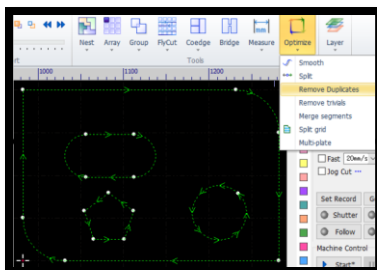 Nest Array Group FlyCut Coedge Bridge Measure Optimize Layer
Tools
1000 1100 1200
Smooth
Split
Remove Duplicates
Remove trivals
Merge segments
Split grid
Multi-plate
Fast 20mm/s
Jog Cut
Set Record
Shutter
Follow
Machine Control
Start*